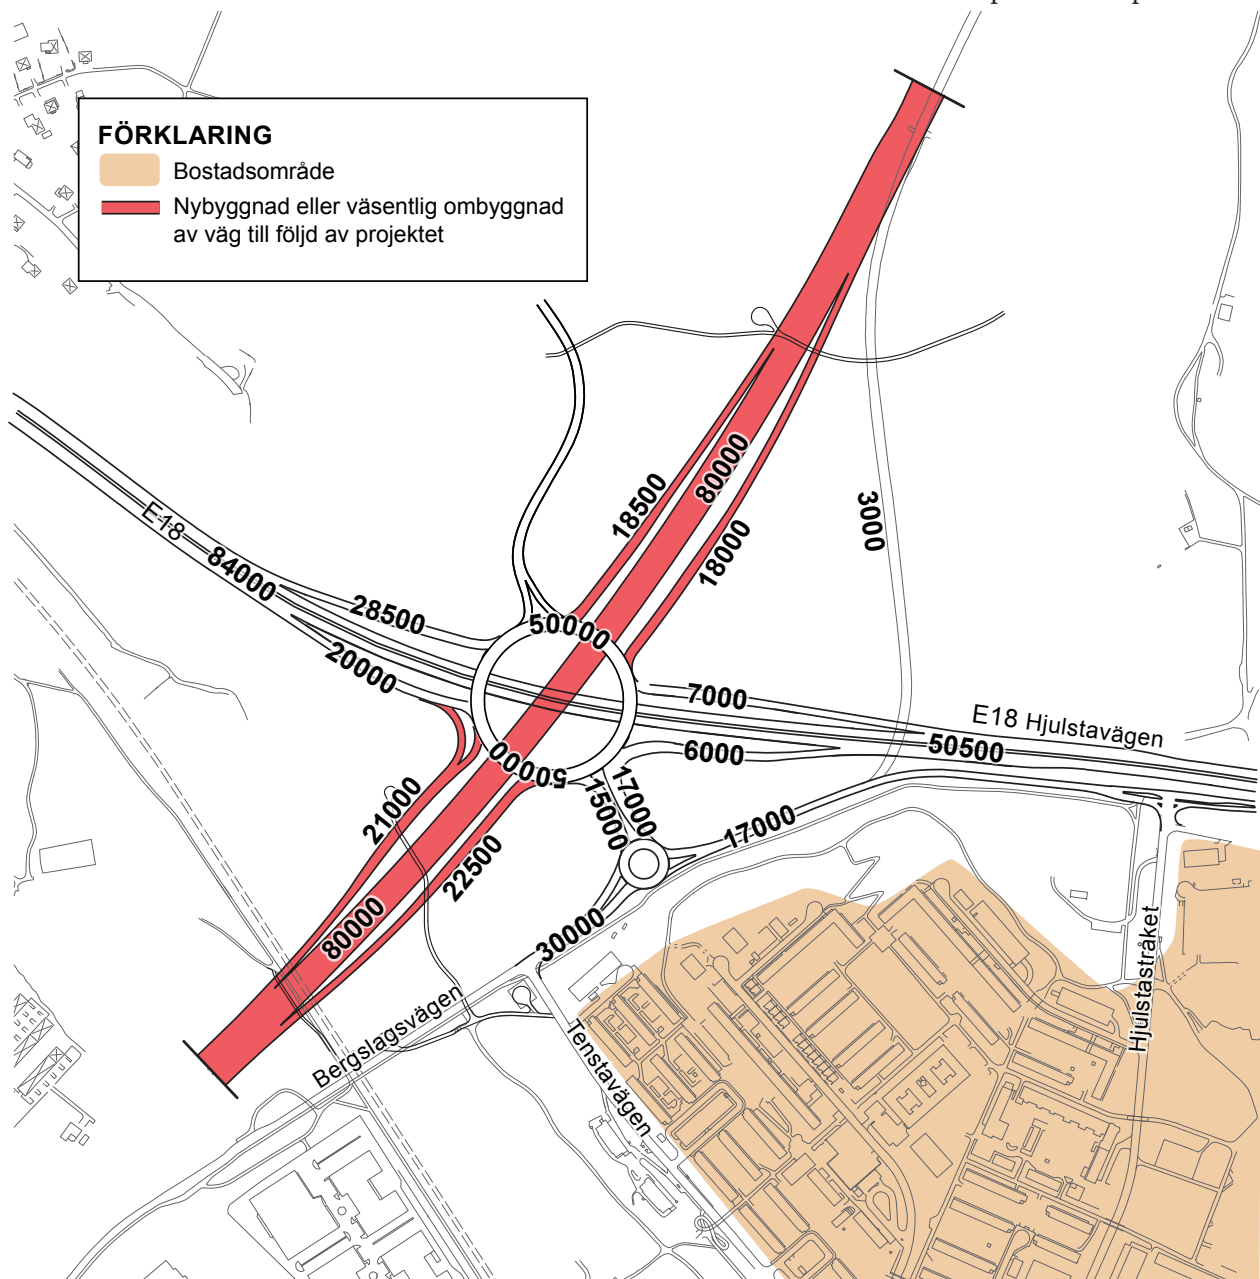 FÖRKLARING
Bostadsområde
Nybyggnad eller väsentlig ombyggnad
av väg till följd av projektet
80000
18500
18000
3000
E18
84000
28500
50000
20000
7000
E18 Hjulstavägen
50500
6000
50000
17000
15000
21000
17000
22500
80000
30000
Bergslagsvägen
Tenstavägen
Hjulstastråket